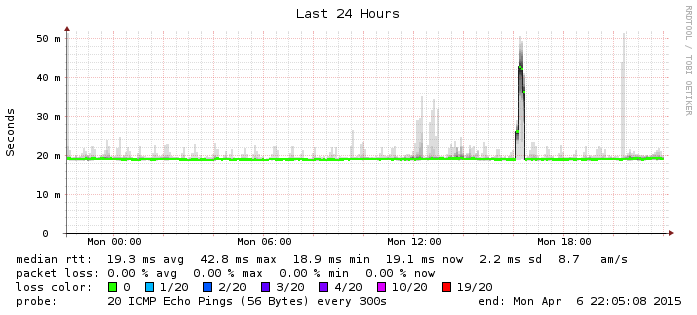 Last 24 Hours
RRDTOOL / TOBI OETIKER
Seconds
50 m
40 m
30 m
20 m
10 m
0
Mon 00:00 Mon 06:00 Mon 12:00 Mon 18:00
median rtt: 19.3 ms avg 42.8 ms max 18.9 ms min 19.1 ms now 2.2 ms sd 8.7 am/s
packet loss: 0.00 % avg 0.00 % max 0.00 % min 0.00 % now
loss color: 0 1/20 2/20 3/20 4/20 10/20 19/20
probe: 20 ICMP Echo Pings (56 Bytes) every 300s end: Mon Apr 6 22:05:08 2015